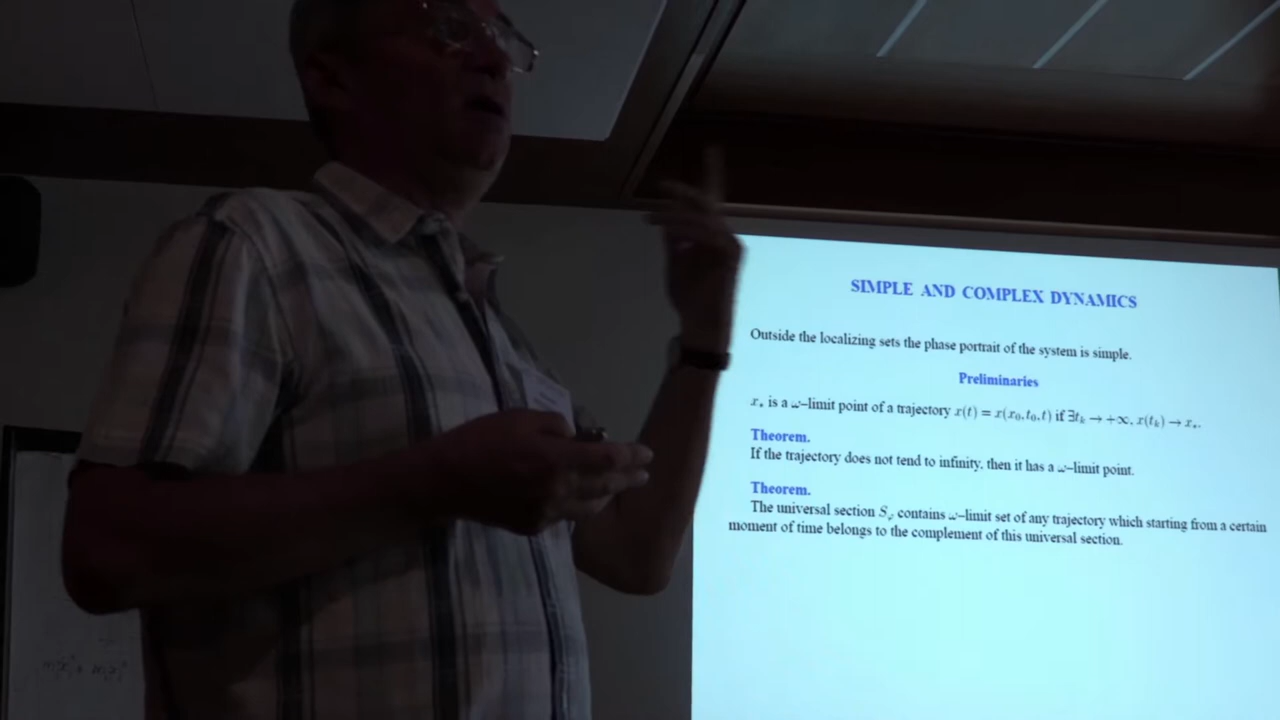 SIMPLE AND COMPLEX DYNAMICS
Outside the localizing sets the phase portrait of the system is simple.
Preliminaries
x* is a ω–limit point of a trajectory x(t) = x(x₀, t₀, t) if ∃tₖ → +∞, x(tₖ) → x*.
Theorem.
If the trajectory does not tend to infinity, then it has a ω–limit point.
Theorem.
The universal section Sᵩ contains ω–limit set of any trajectory which starting from a certain
moment of time belongs to the complement of this universal section.